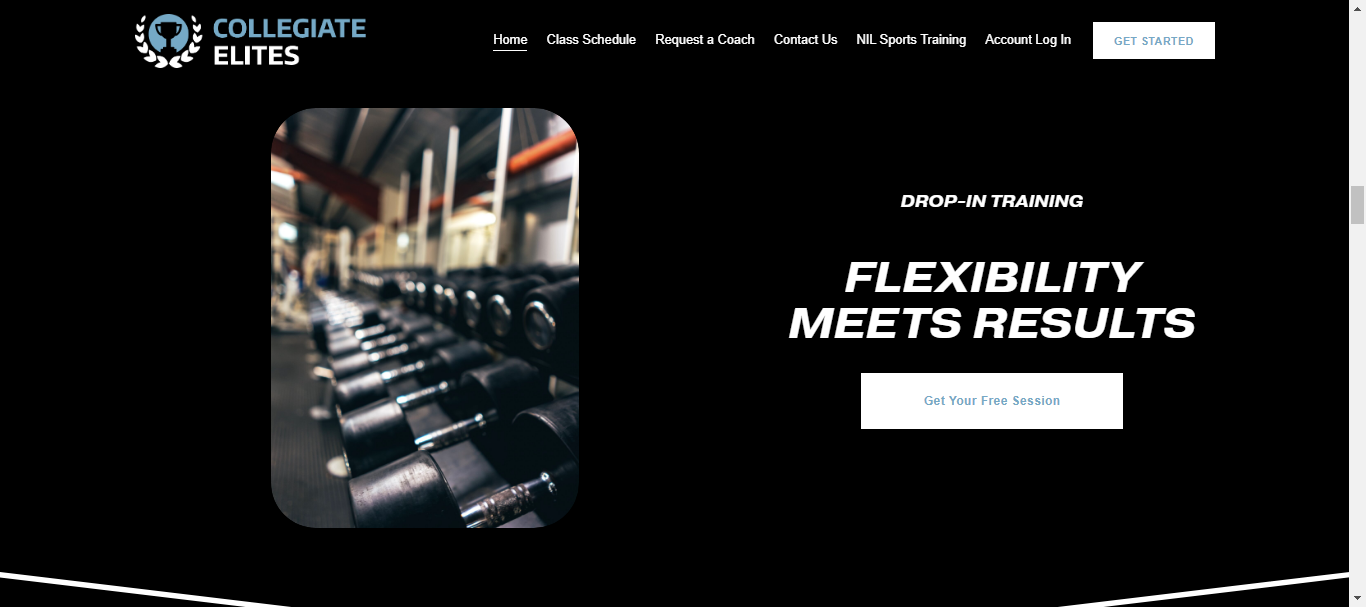 COLLEGIATE
ELITES
Home Class Schedule Request a Coach Contact Us NIL Sports Training Account Log In GET STARTED
DROP-IN TRAINING
FLEXIBILITY
MEETS RESULTS
Get Your Free Session